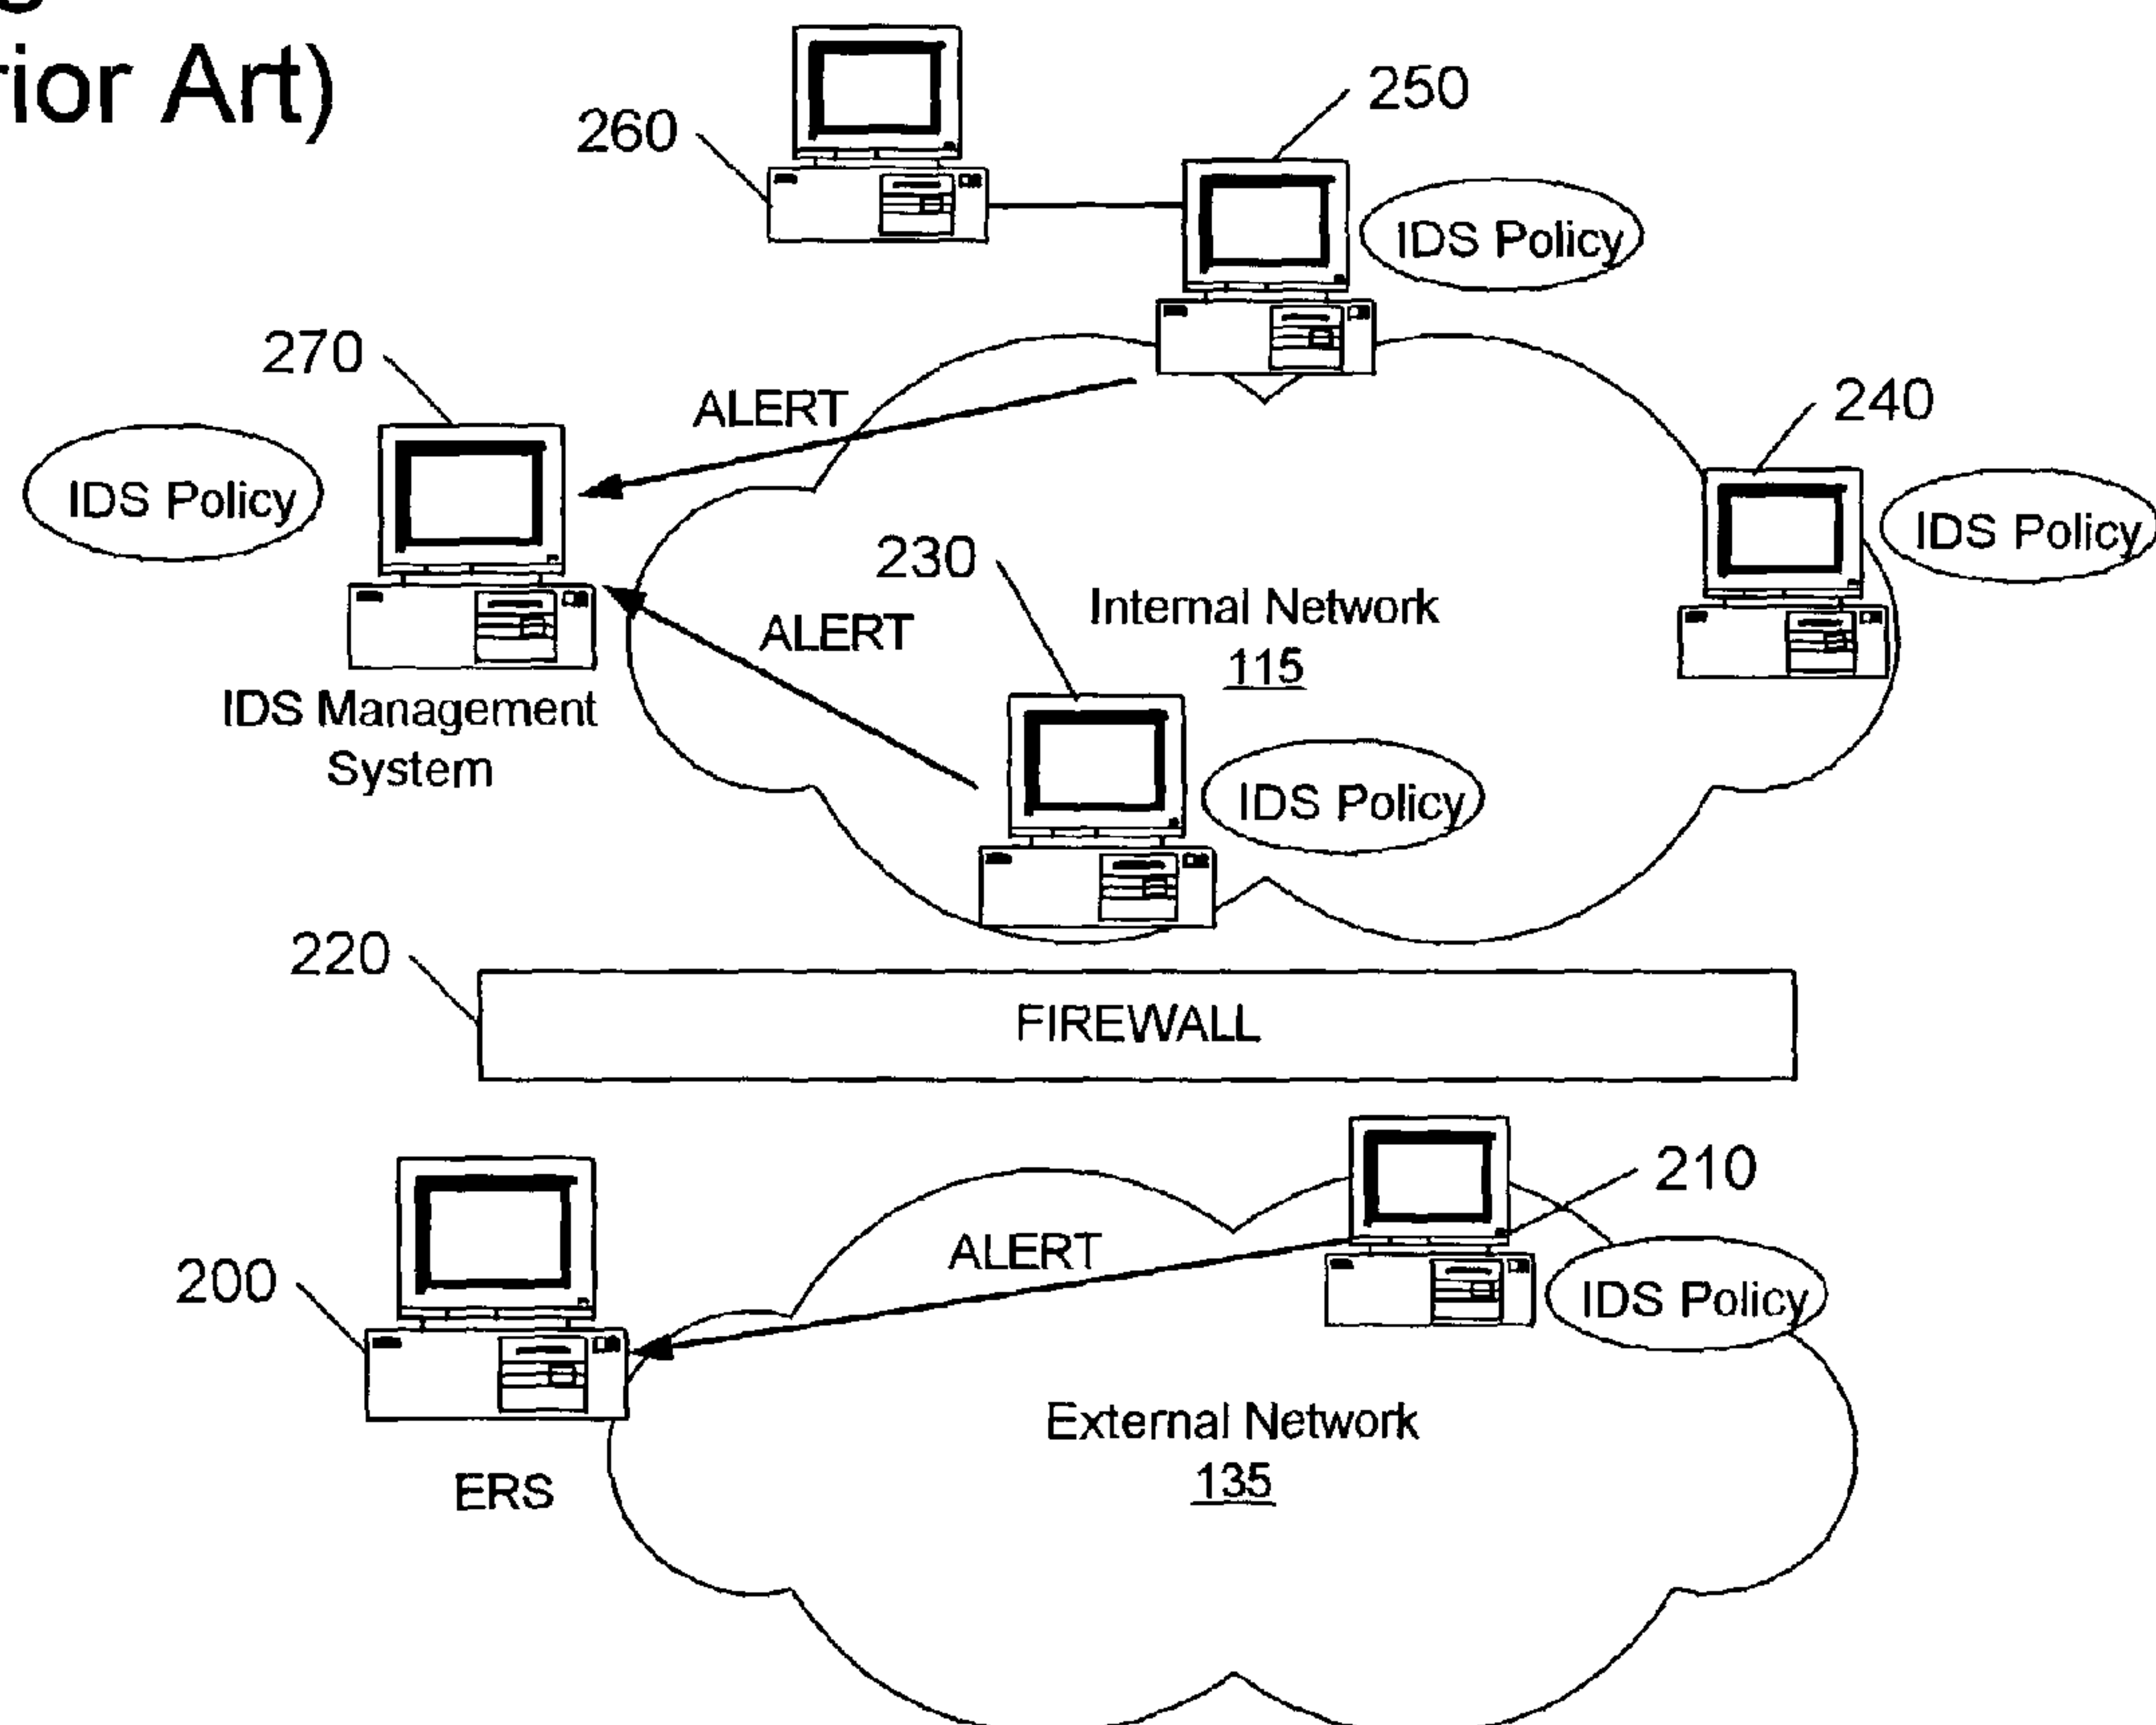 rior Art)
260
250
IDS Policy
270
ALERT
240
IDS Policy
IDS Policy
230
Internal Network
115
ALERT
IDS Management
System
IDS Policy
220
FIREWALL
210
ALERT
200
IDS Policy
External Network
135
ERS